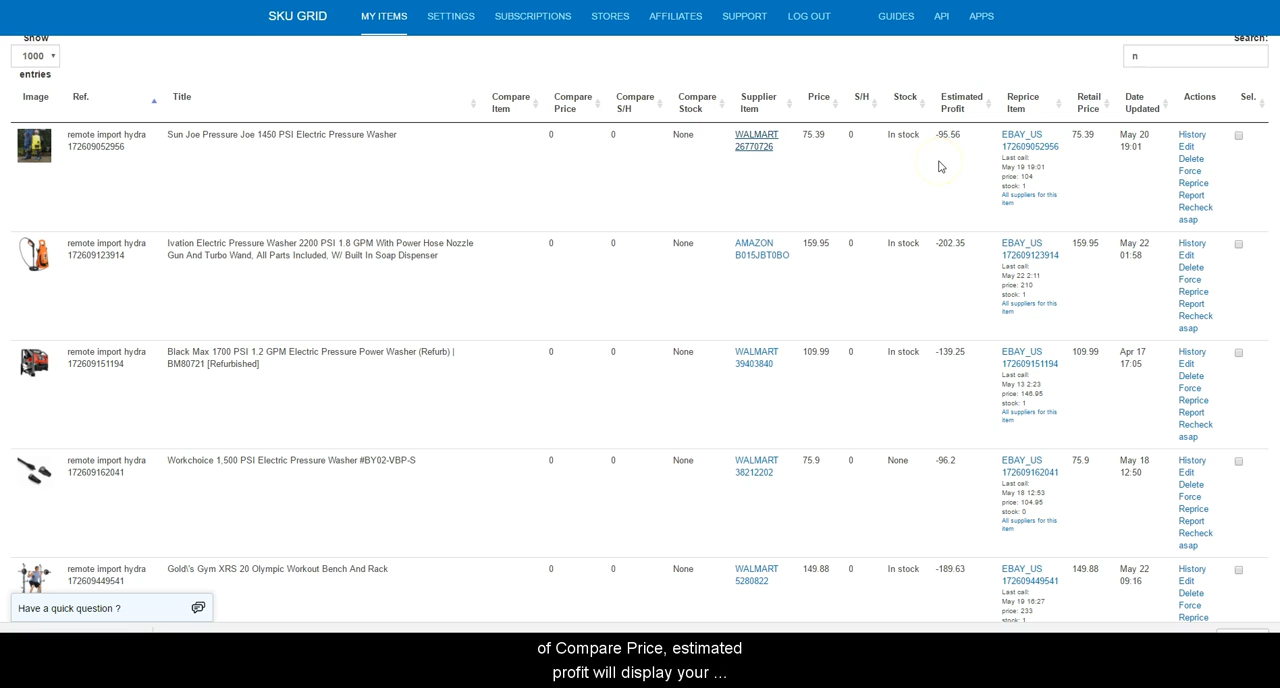 SKU GRID MY ITEMS SETTINGS SUBSCRIPTIONS STORES AFFILIATES SUPPORT LOG OUT GUIDES API APPS
Show
1000
entries
Search:
n
Image Ref. Title Compare Item Compare Price Compare S/H Compare Stock Supplier Item Price S/H Stock Estimated Profit Reprice Item Retail Price Date Updated Actions Sel.
remote import hydra Sun Joe Pressure Joe 1450 PSI Electric Pressure Washer 0 0 None WALMART 75.39 0 In stock -95.56 EBAY_US 75.39 May 20 History
172609052956 26770726 172609052956 19:01 Edit
Last call:
Delete
May 19 19:01
Force
price: 104
Reprice
stock: 1
All suppliers for this Report
item
Recheck
asap
remote import hydra Ivation Electric Pressure Washer 2200 PSI 1.8 GPM With Power Hose Nozzle 0 0 None AMAZON 159.95 0 In stock -202.35 EBAY_US 159.95 May 22 History
172609123914 Gun And Turbo Wand, All Parts Included, W/ Built In Soap Dispenser B015JBT0BO 172609123914 01:58 Edit
Last call:
Delete
May 22 2:11
Force
price: 210
Reprice
stock: 1
All suppliers for this Report
item
Recheck
asap
remote import hydra Black Max 1700 PSI 1.2 GPM Electric Pressure Power Washer (Refurb) | 0 0 None WALMART 109.99 0 In stock -139.25 EBAY_US 109.99 Apr 17 History
172609151194 BM80721 [Refurbished] 39403840 172609151194 17:05 Edit
Last call:
Delete
May 13 2:23
Force
price: 146.95
Reprice
stock: 1
All suppliers for this Report
item
Recheck
asap
remote import hydra Workchoice 1,500 PSI Electric Pressure Washer #BY02-VBP-S 0 0 None WALMART 75.9 0 None -96.2 EBAY_US 75.9 May 18 History
172609162041 38212202 172609162041 12:50 Edit
Last call:
Delete
May 18 12:53
Force
price: 104.95
Reprice
stock: 0
All suppliers for this Report
item
Recheck
asap
remote import hydra Gold\'s Gym XRS 20 Olympic Workout Bench And Rack 0 0 None WALMART 149.88 0 In stock -189.63 EBAY_US 149.88 May 22 History
172609449541 5280822 172609449541 09:16 Edit
Last call:
Delete
May 19 16:27
Force
price: 233
Reprice
stock: 1
Have a quick question ?
of Compare Price, estimated
profit will display your ...